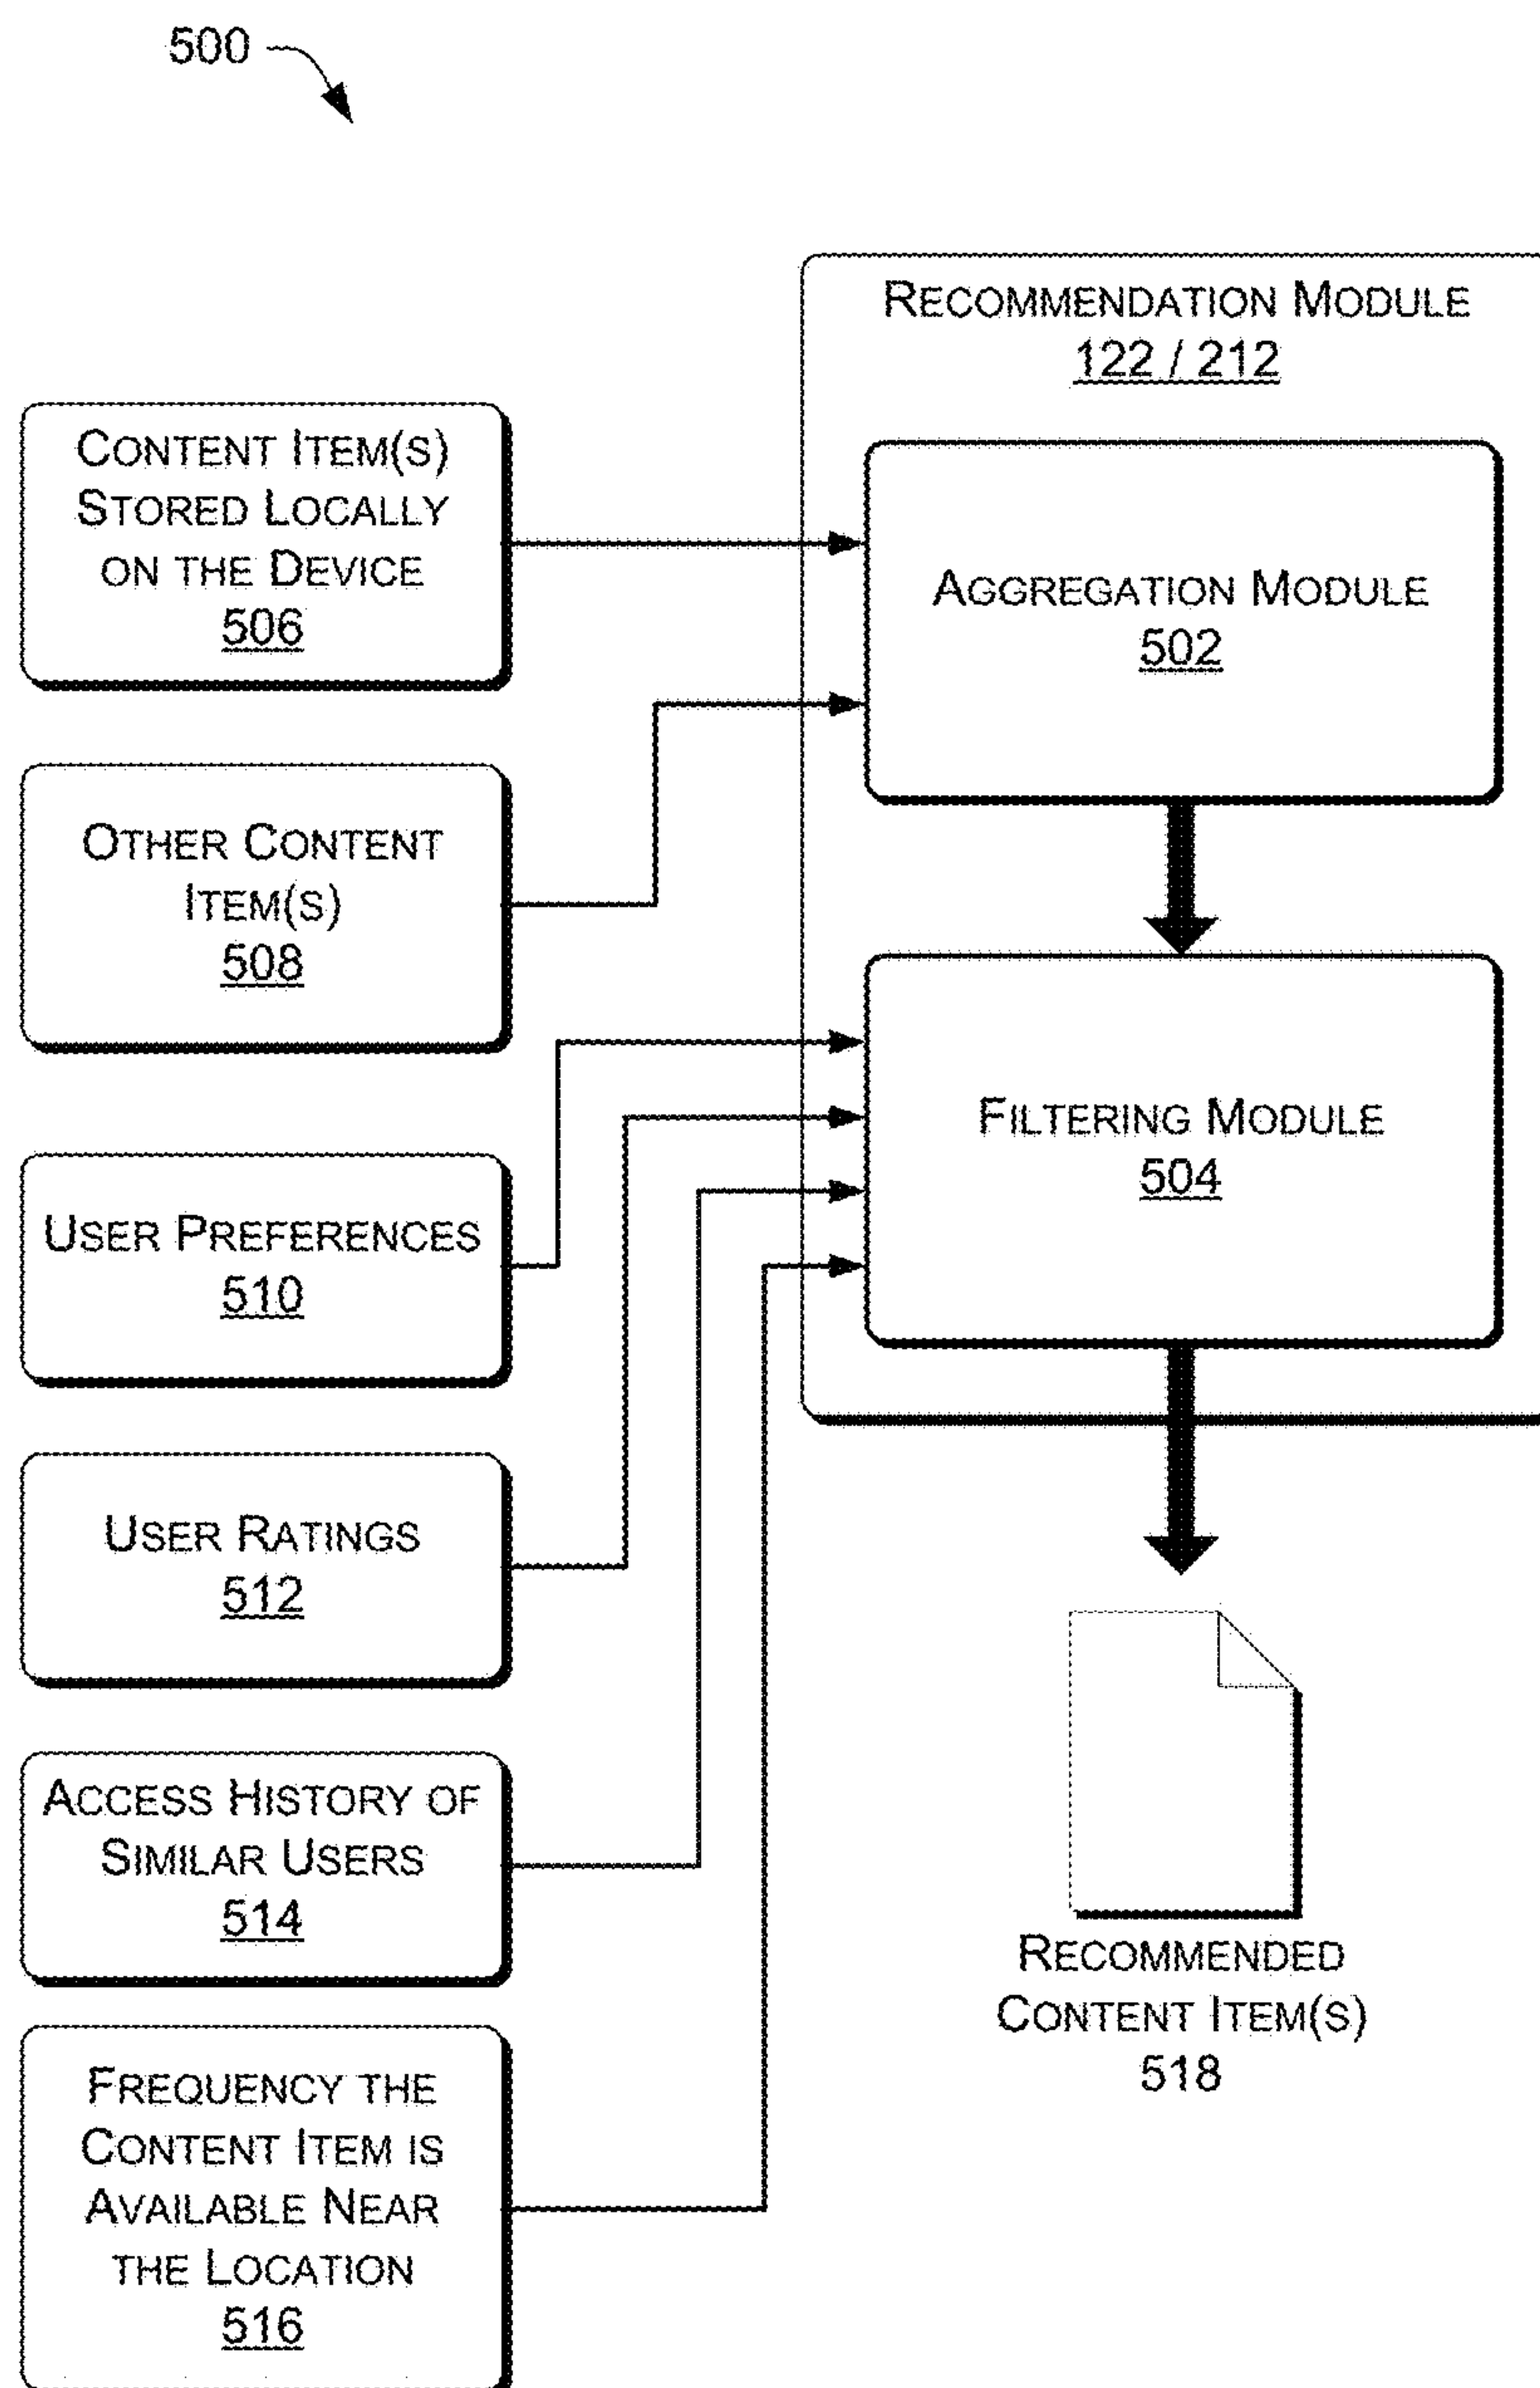 500
RECOMMENDATION MODULE
122 / 212
CONTENT ITEM(S)
STORED LOCALLY
ON THE DEVICE
506
AGGREGATION MODULE
502
OTHER CONTENT
ITEM(S)
508
FILTERING MODULE
504
USER PREFERENCES
510
USER RATINGS
512
ACCESS HISTORY OF
SIMILAR USERS
514
FREQUENCY THE
CONTENT ITEM IS
AVAILABLE NEAR
THE LOCATION
516
RECOMMENDED
CONTENT ITEM(S)
518